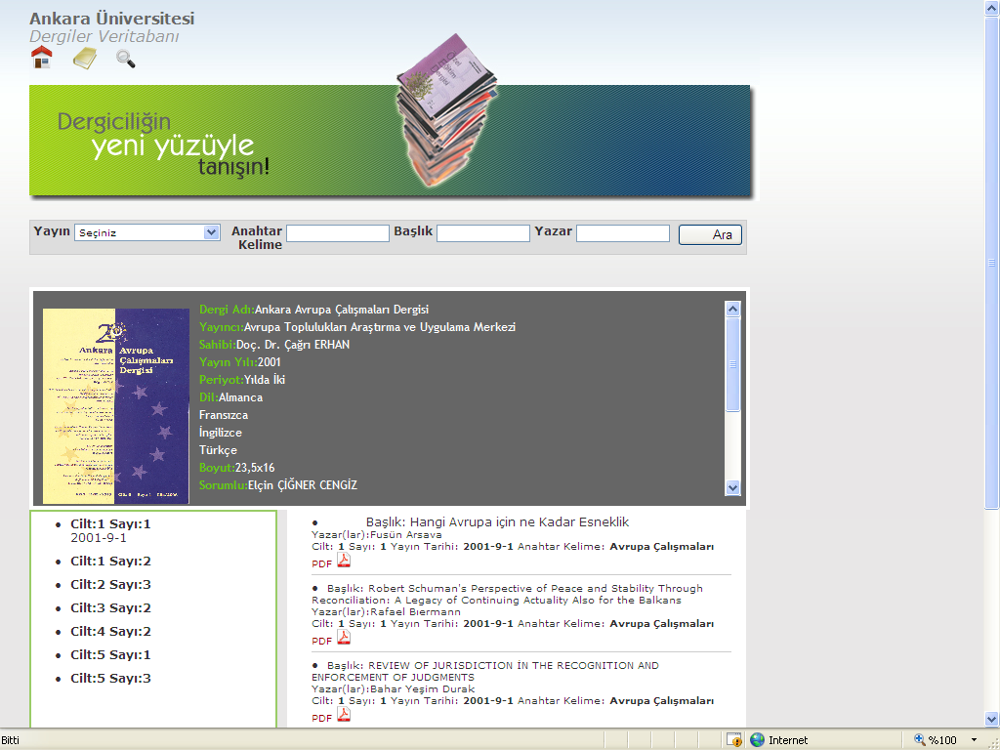 Ankara Üniversitesi
Dergiler Veritabanı
Dergiciliğin
yeni yüzüyle
tanışın!
Özel
Eğitim
Dergisi
Yayın Seçiniz Anahtar Kelime Başlık Yazar Ara
Dergi Adı:Ankara Avrupa Çalışmaları Dergisi
Yayıncı:Avrupa Toplulukları Araştırma ve Uygulama Merkezi
Sahibi:Doç. Dr. Çağrı ERHAN
Yayın Yılı:2001
Periyot:Yılda İki
Dil:Almanca
Fransızca
İngilizce
Türkçe
Boyut:23,5x16
Sorumlu:Elçin ÇİĞNER CENGİZ
Ankara Avrupa
Çalışmaları
Dergisi
Cilt:1 Sayı:1
2001-9-1
Cilt:1 Sayı:2
Cilt:2 Sayı:3
Cilt:3 Sayı:2
Cilt:4 Sayı:2
Cilt:5 Sayı:1
Cilt:5 Sayı:3
Başlık: Hangi Avrupa için ne Kadar Esneklik
Yazar(lar):Fusün Arsava
Cilt: 1 Sayı: 1 Yayın Tarihi: 2001-9-1 Anahtar Kelime: Avrupa Çalışmaları
PDF
Başlık: Robert Schuman's Perspective of Peace and Stability Through
Reconciliation: A Legacy of Continuing Actuality Also for the Balkans
Yazar(lar):Rafael Bıermann
Cilt: 1 Sayı: 1 Yayın Tarihi: 2001-9-1 Anahtar Kelime: Avrupa Çalışmaları
PDF
Başlık: REVIEW OF JURISDICTION İN THE RECOGNITION AND
ENFORCEMENT OF JUDGMENTS
Yazar(lar):Bahar Yeşim Durak
Cilt: 1 Sayı: 1 Yayın Tarihi: 2001-9-1 Anahtar Kelime: Avrupa Çalışmaları
PDF
Bitti Internet %100